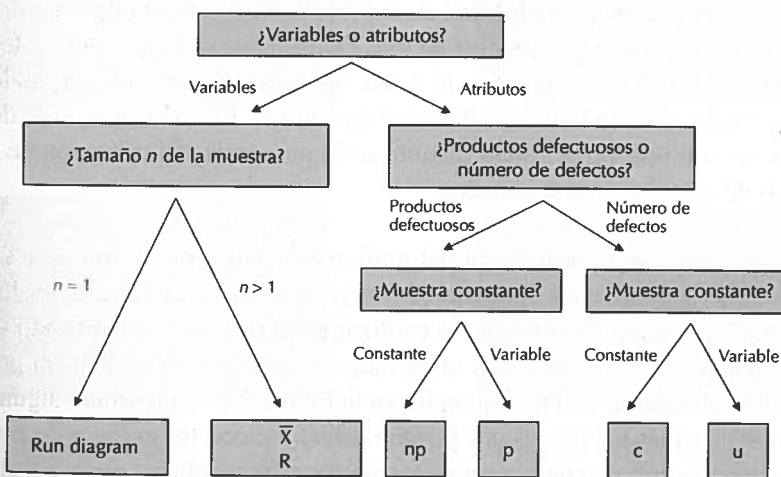 ¿Variables o atributos?
Variables
Atributos
¿Tamaño n de la muestra?
¿Productos defectuosos o
número de defectos?
Productos
defectuosos
Número de
defectos
n = 1
n > 1
¿Muestra constante?
¿Muestra constante?
Constante
Variable
Constante
Variable
Run diagram
X̅
R
np
p
c
u